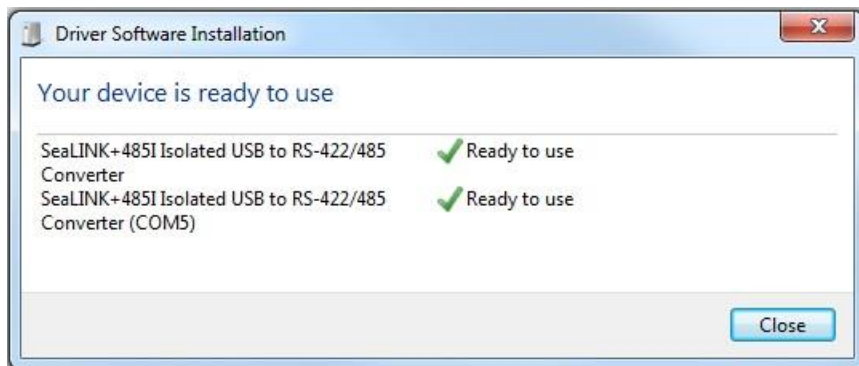 Driver Software Installation
Your device is ready to use
SeaLINK+485I Isolated USB to RS-422/485 Ready to use
Converter
SeaLINK+485I Isolated USB to RS-422/485 Ready to use
Converter (COM5)
Close